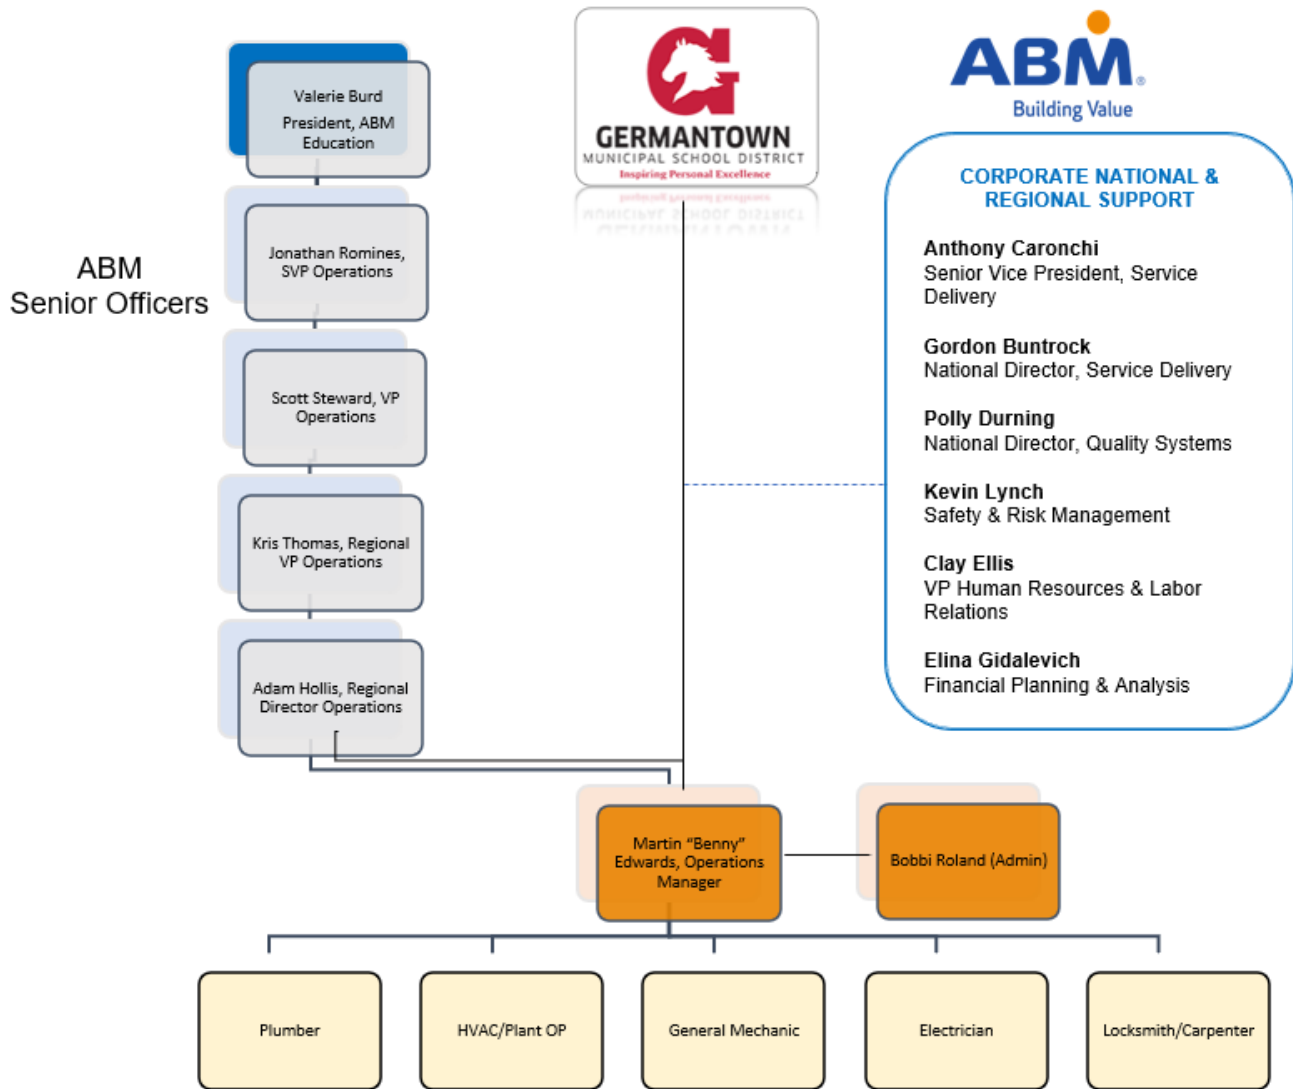 Valerie Burd
President, ABM
Education
Jonathan Romines,
SVP Operations
ABM
Senior Officers
Scott Steward, VP
Operations
Kris Thomas, Regional
VP Operations
Adam Hollis, Regional
Director Operations
G
GERMANTOWN
MUNICIPAL SCHOOL DISTRICT
Inspiring Personal Excellence
ABM
Building Value
CORPORATE NATIONAL &
REGIONAL SUPPORT
Anthony Caronchi
Senior Vice President, Service
Delivery
Gordon Buntrock
National Director, Service Delivery
Polly Durning
National Director, Quality Systems
Kevin Lynch
Safety & Risk Management
Clay Ellis
VP Human Resources & Labor
Relations
Elina Gidalevich
Financial Planning & Analysis
Martin “Benny”
Edwards, Operations
Manager
Bobbi Roland (Admin)
Plumber
HVAC/Plant OP
General Mechanic
Electrician
Locksmith/Carpenter